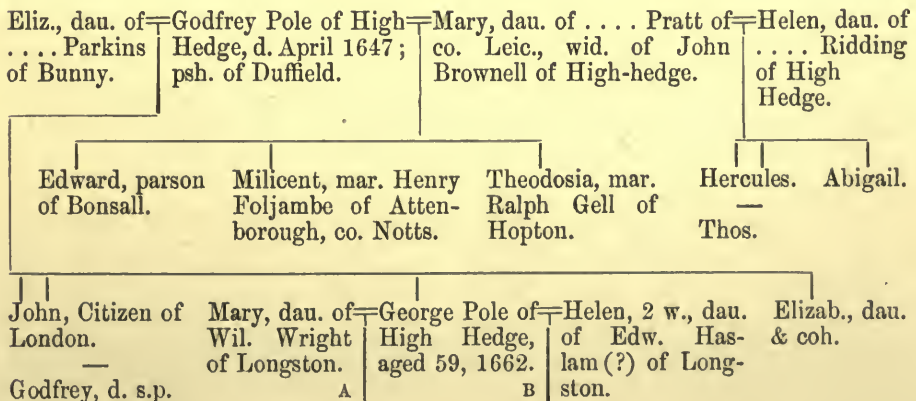 Eliz., dau. of╤Godfrey Pole of High╤Mary, dau. of . . . . Pratt of╤Helen, dau. of
. . . . Parkins Hedge, d. April 1647; co. Leic., wid. of John . . . . Ridding
of Bunny. psh. of Duffield. Brownell of High-hedge. of High
Hedge.
Edward, parson Milicent, mar. Henry Theodosia, mar. Hercules. Abigail.
of Bonsall. Foljambe of Atten- Ralph Gell of —
borough, co. Notts. Hopton. Thos.
John, Citizen of Mary, dau. of╤George Pole of╤Helen, 2 w., dau. Elizab., dau.
London. Wil. Wright High Hedge, of Edw. Has- & coh.
— of Longston. aged 59, 1662. lam (?) of Long-
Godfrey, d. s.p. A B ston.